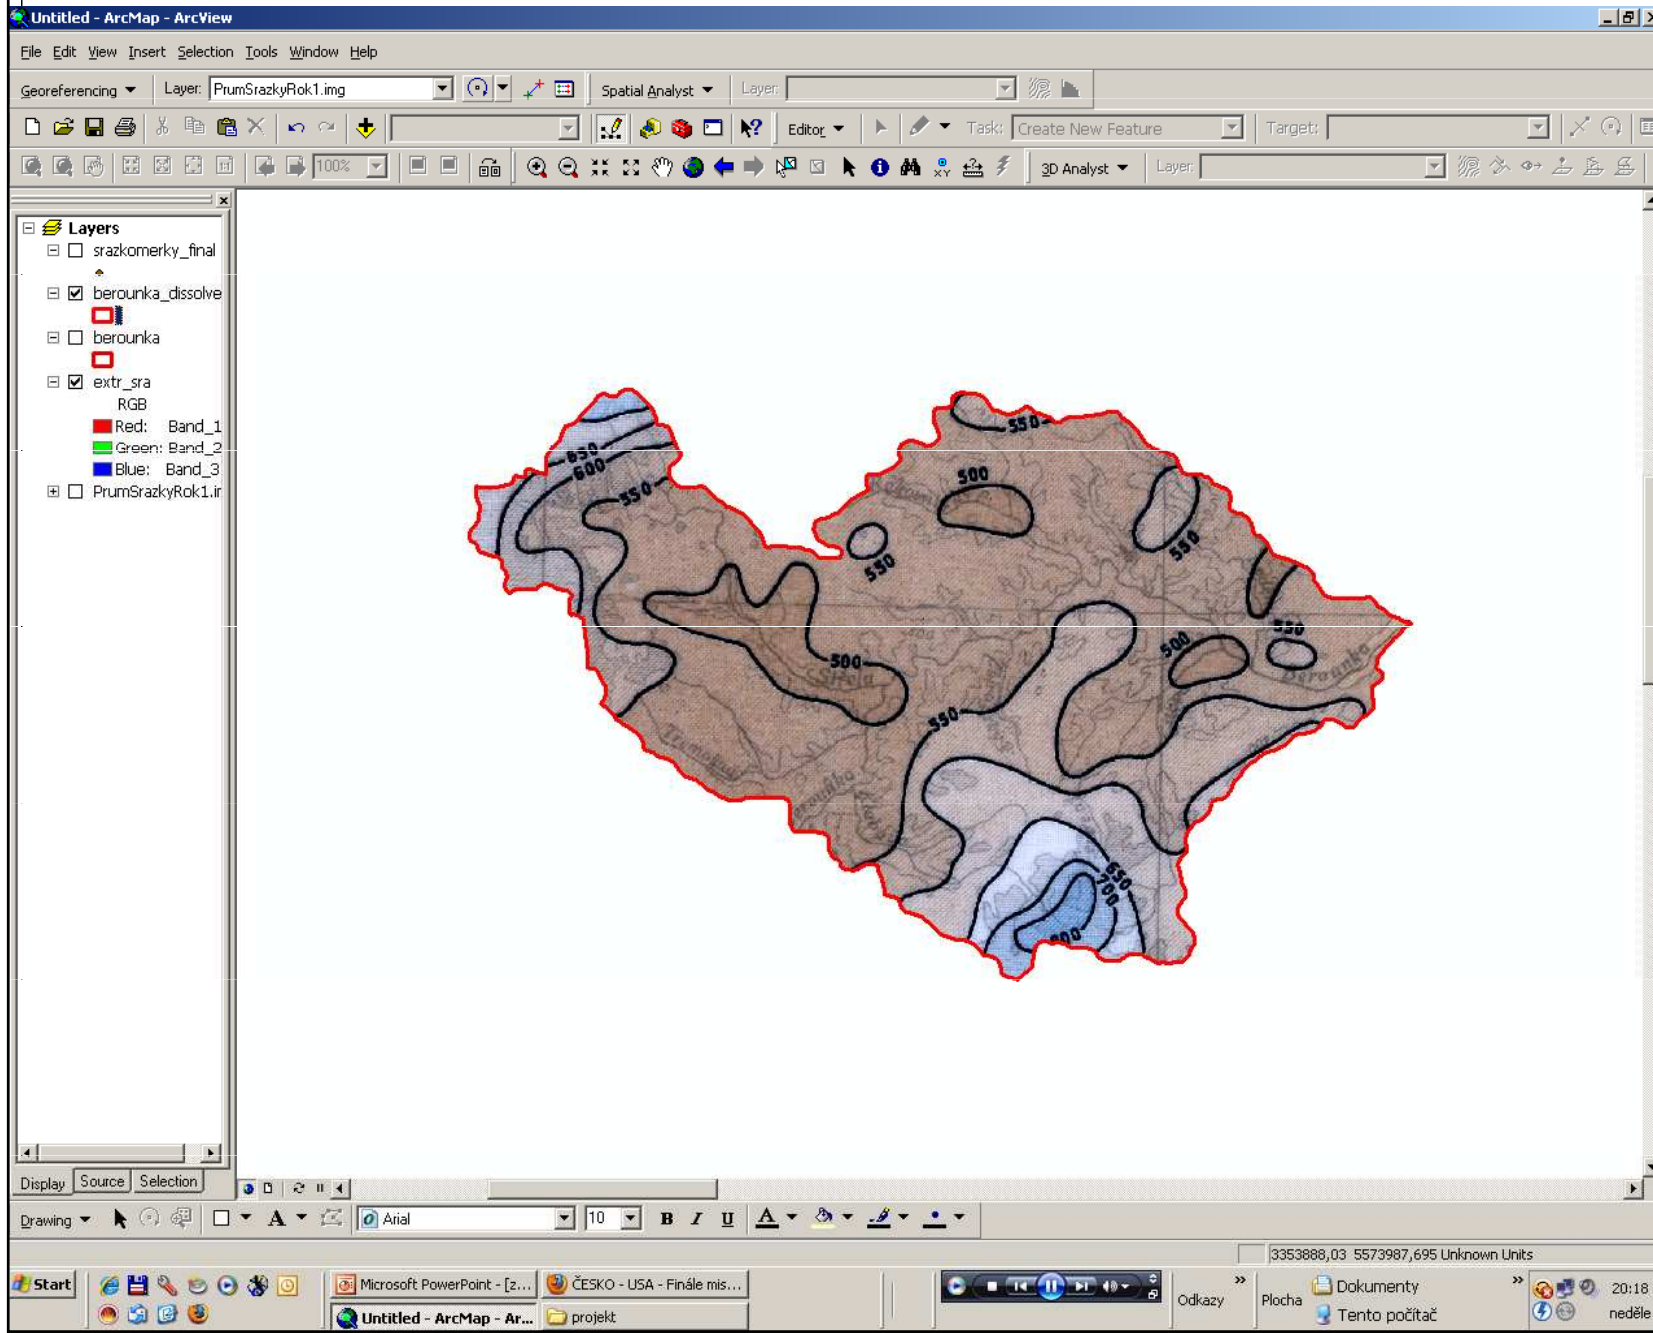 Untitled - ArcMap - ArcView
File Edit View Insert Selection Tools Window Help
Georeferencing Layer: PrumSrazkyRok1.img Spatial Analyst Layer:
Editor Task: Create New Feature Target:
100% 3D Analyst Layer:
Layers
srazkomerky_final
berounka_dissolve
berounka
extr_sra
RGB
Red: Band_1
Green: Band_2
Blue: Band_3
PrumSrazkyRok1.ir
550
650
600
500
550
550
550
550
500
500
Střela
Berounka
550
Berounka
650
700
Display Source Selection
Drawing A Arial 10 B I U A
3353888,03 5573987,695 Unknown Units
Start Microsoft PowerPoint - [z... ČESKO - USA - Finále mis... Odkazy » Plocha Dokumenty » 20:18
Untitled - ArcMap - Ar... projekt Tento počítač neděle